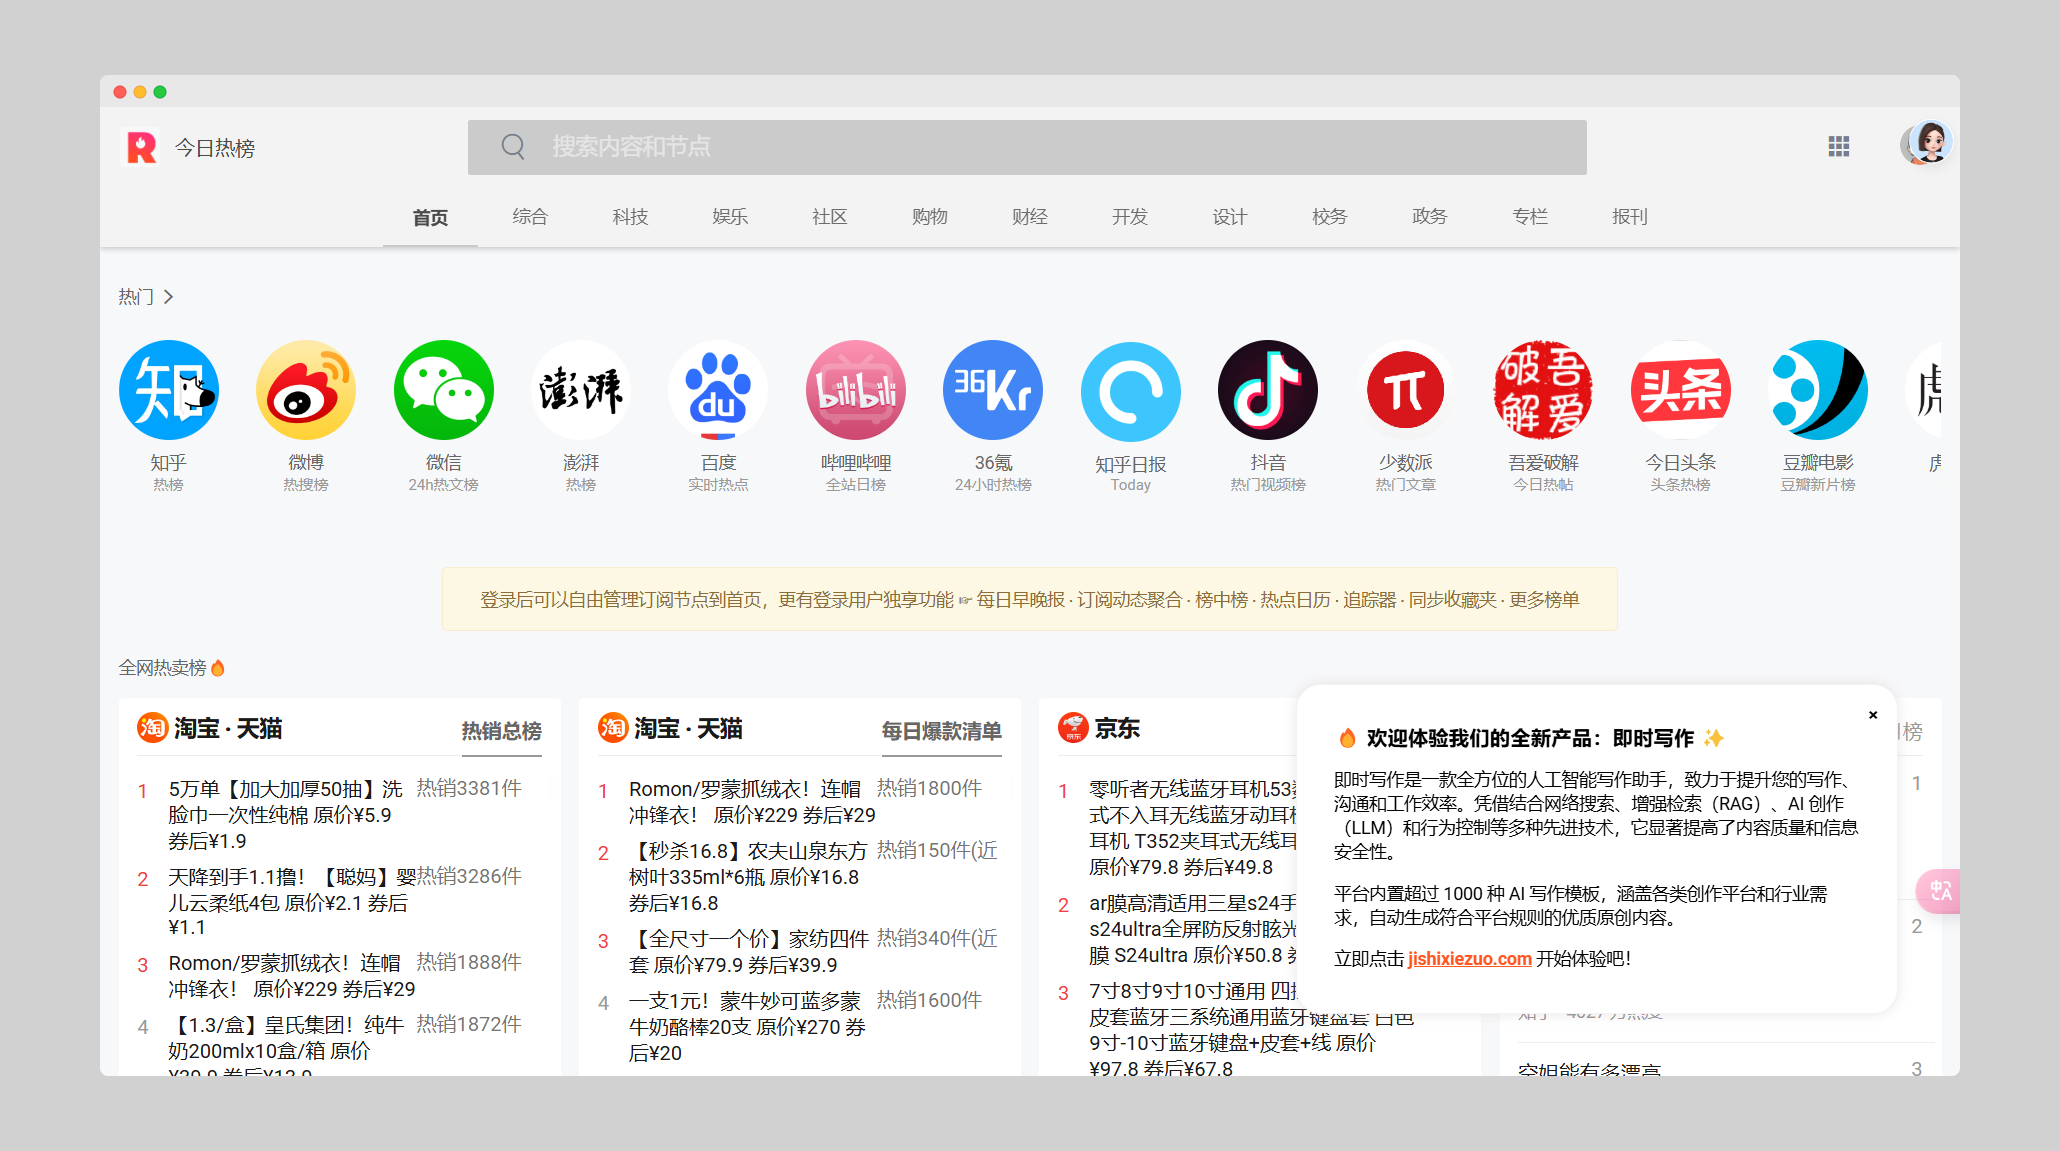 今日热榜
搜索内容和节点
首页 综合 科技 娱乐 社区 购物 财经 开发 设计 校务 政务 专栏 报刊
热门
知
澎湃
du
bilibili
36Kr
破吾
解爱
头条
虎
知乎 微博 微信 澎湃 百度 哔哩哔哩 36氪 知乎日报 抖音 少数派 吾爱破解 今日头条 豆瓣电影
热榜 热搜榜 24h热文榜 热榜 实时热点 全站日榜 24小时热榜 Today 热门视频榜 热门文章 今日热帖 头条热榜 豆瓣新片榜
登录后可以自由管理订阅节点到首页，更有登录用户独享功能 ☞ 每日早晚报 · 订阅动态聚合 · 榜中榜 · 热点日历 · 追踪器 · 同步收藏夹 · 更多榜单
全网热卖榜🔥
淘 淘宝 · 天猫 热销总榜
1 5万单【加大加厚50抽】洗 热销3381件
脸巾一次性纯棉 原价¥5.9
券后¥1.9
2 天降到手1.1撸！【聪妈】婴 热销3286件
儿云柔纸4包 原价¥2.1 券后
¥1.1
3 Romon/罗蒙抓绒衣！连帽 热销1888件
冲锋衣！ 原价¥229 券后¥29
4 【1.3/盒】皇氏集团！纯牛 热销1872件
奶200mlx10盒/箱 原价
淘 淘宝 · 天猫 每日爆款清单
1 Romon/罗蒙抓绒衣！连帽 热销1800件
冲锋衣！ 原价¥229 券后¥29
2 【秒杀16.8】农夫山泉东方 热销150件(近
树叶335ml*6瓶 原价¥16.8
券后¥16.8
3 【全尺寸一个价】家纺四件 热销340件(近
套 原价¥79.9 券后¥39.9
4 一支1元！蒙牛妙可蓝多蒙 热销1600件
牛奶酪棒20支 原价¥270 券
后¥20
京东 京东
1 零听者无线蓝牙耳机53
式不入耳无线蓝牙动耳
耳机 T352夹耳式无线耳
原价¥79.8 券后¥49.8
2 ar膜高清适用三星s24手
s24ultra全屏防反射眩光
膜 S24ultra 原价¥50.8
3 7寸8寸9寸10寸通用
皮套蓝牙三系统通用蓝牙键盘套 白色
9寸-10寸蓝牙键盘+皮套+线 原价
¥97.8 券后¥67.8
榜
1
2
空姐能有多漂亮 3
🔥 欢迎体验我们的全新产品：即时写作 ✨
即时写作是一款全方位的人工智能写作助手，致力于提升您的写作、
沟通和工作效率。凭借结合网络搜索、增强检索（RAG）、AI 创作
（LLM）和行为控制等多种先进技术，它显著提高了内容质量和信息
安全性。
平台内置超过 1000 种 AI 写作模板，涵盖各类创作平台和行业需
求，自动生成符合平台规则的优质原创内容。
立即点击 jishixiezuo.com 开始体验吧！